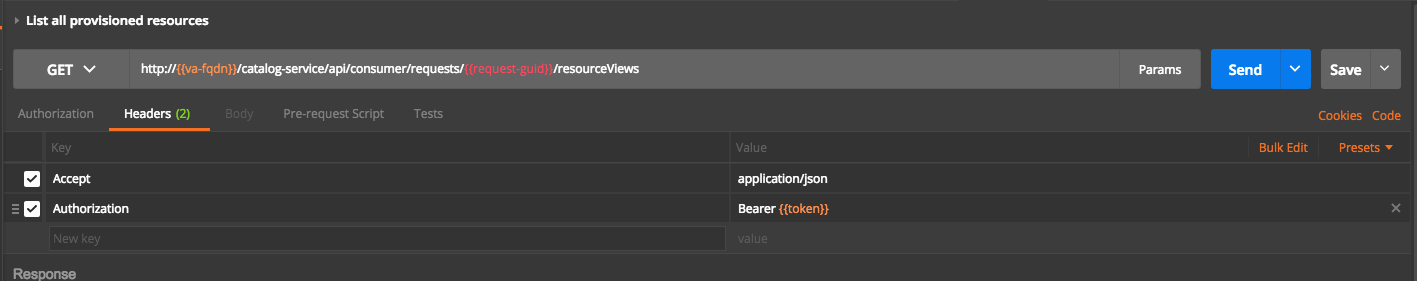 List all provisioned resources
GET http://{{va-fqdn}}/catalog-service/api/consumer/requests/{{request-guid}}/resourceViews Params Send Save
Authorization Headers (2) Body Pre-request Script Tests Cookies Code
Key Value Bulk Edit Presets
Accept application/json
Authorization Bearer {{token}}
New key value
Response